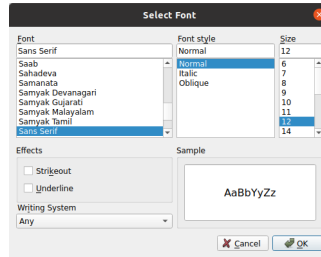 Select Font
Font
Font style
Size
Sans Serif
Normal
12
Saab
Sahadeva
Samanata
Samyak Devanagari
Samyak Gujarati
Samyak Malayalam
Samyak Tamil
Sans Serif
Normal
Italic
Oblique
6
7
8
9
10
11
12
14
Effects
Strikeout
Underline
Sample
AaBbYyZz
Writing System
Any
Cancel
OK